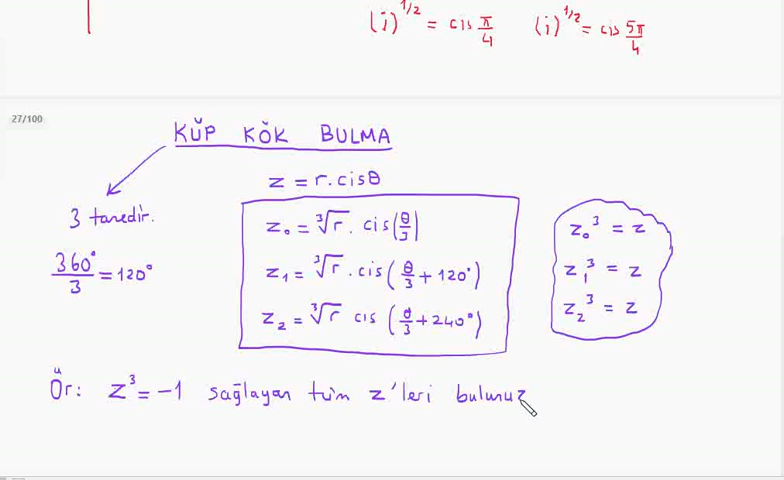 (i)^{1/2} = cis π/4   (i)^{1/2} = cis 5π/4
27/100
KÜP KÖK BULMA
z = r.cisθ
3 tanedir.
360°/3 = 120°
z₀ = ∛r . cis(θ/3)
z₁ = ∛r . cis(θ/3 + 120°)
z₂ = ∛r cis (θ/3 + 240°)
z₀³ = z
z₁³ = z
z₂³ = z
Ör: z³ = -1 sağlayan tüm z'leri bulunuz